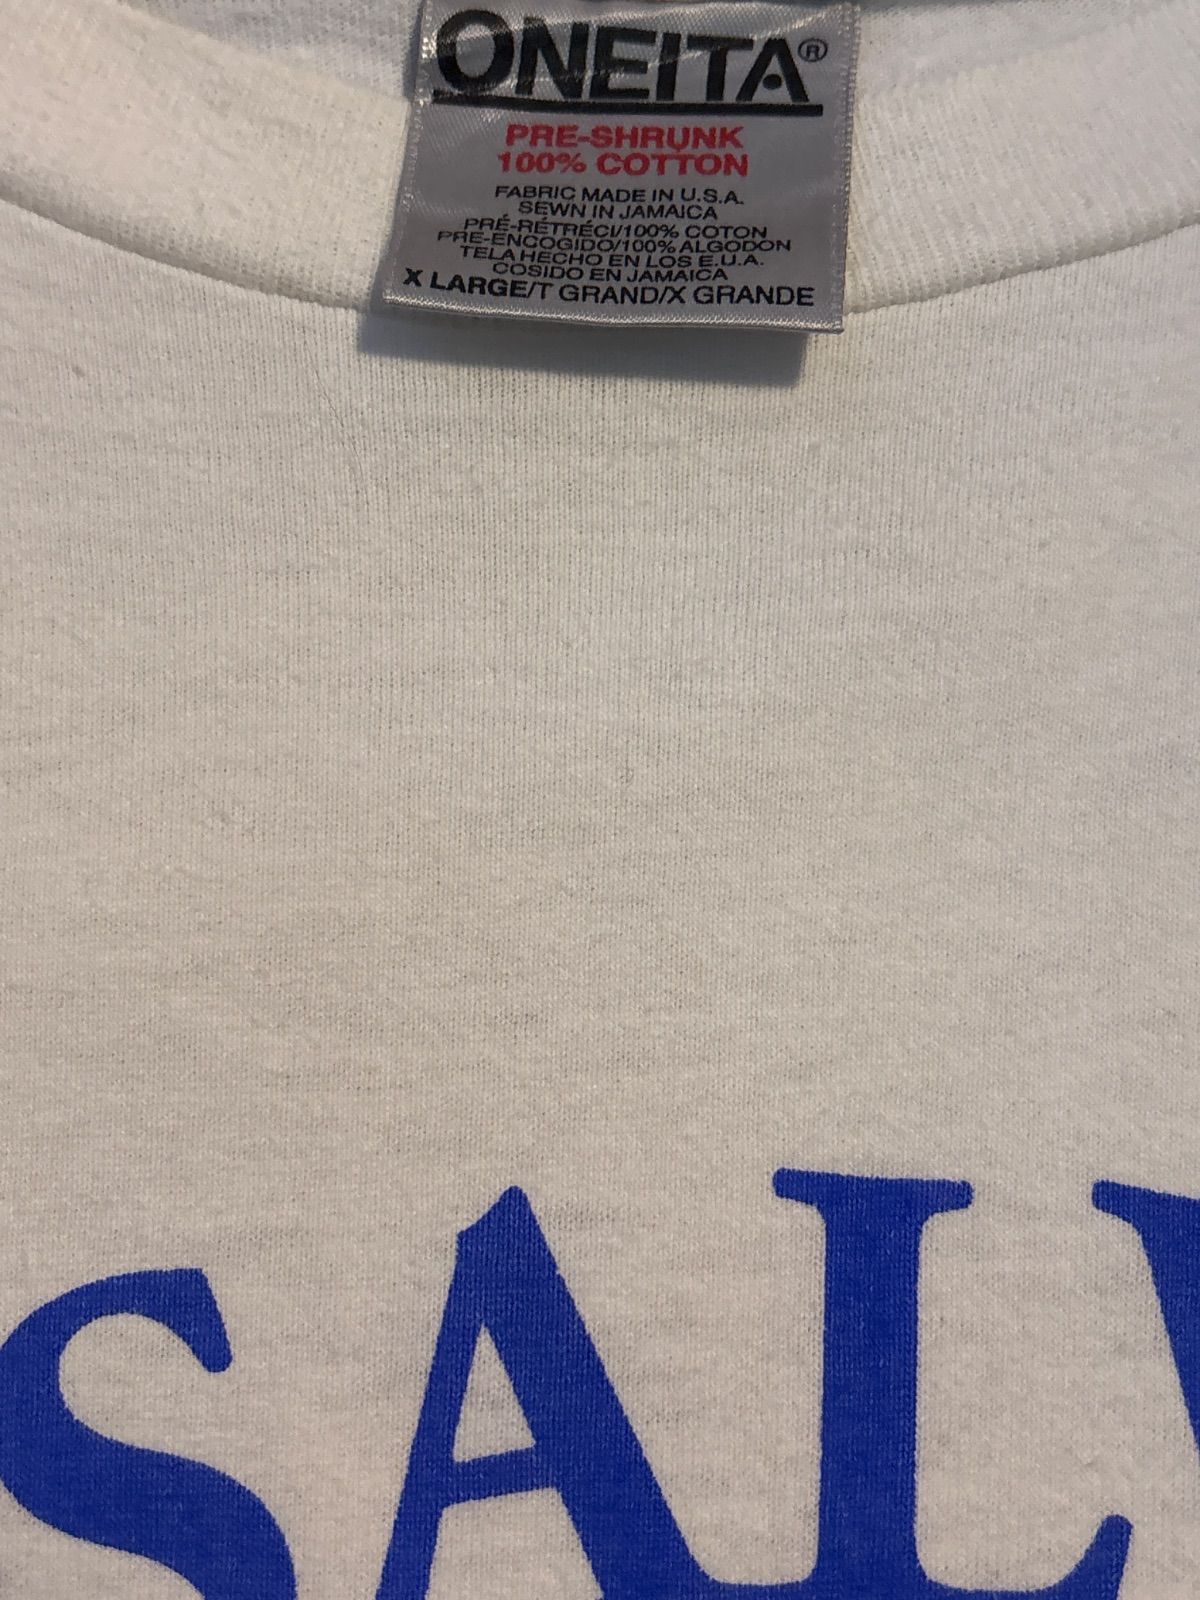 ONEITA®
PRE-SHRUNK
100% COTTON
FABRIC MADE IN U.S.A.
SEWN IN JAMAICA
PRÉ-RÉTRÉCI/100% COTON
PRE-ENCOGIDO/100% ALGODON
TELA HECHO EN LOS E.U.A.
COSIDO EN JAMAICA
X LARGE/T GRAND/X GRANDE
SALV